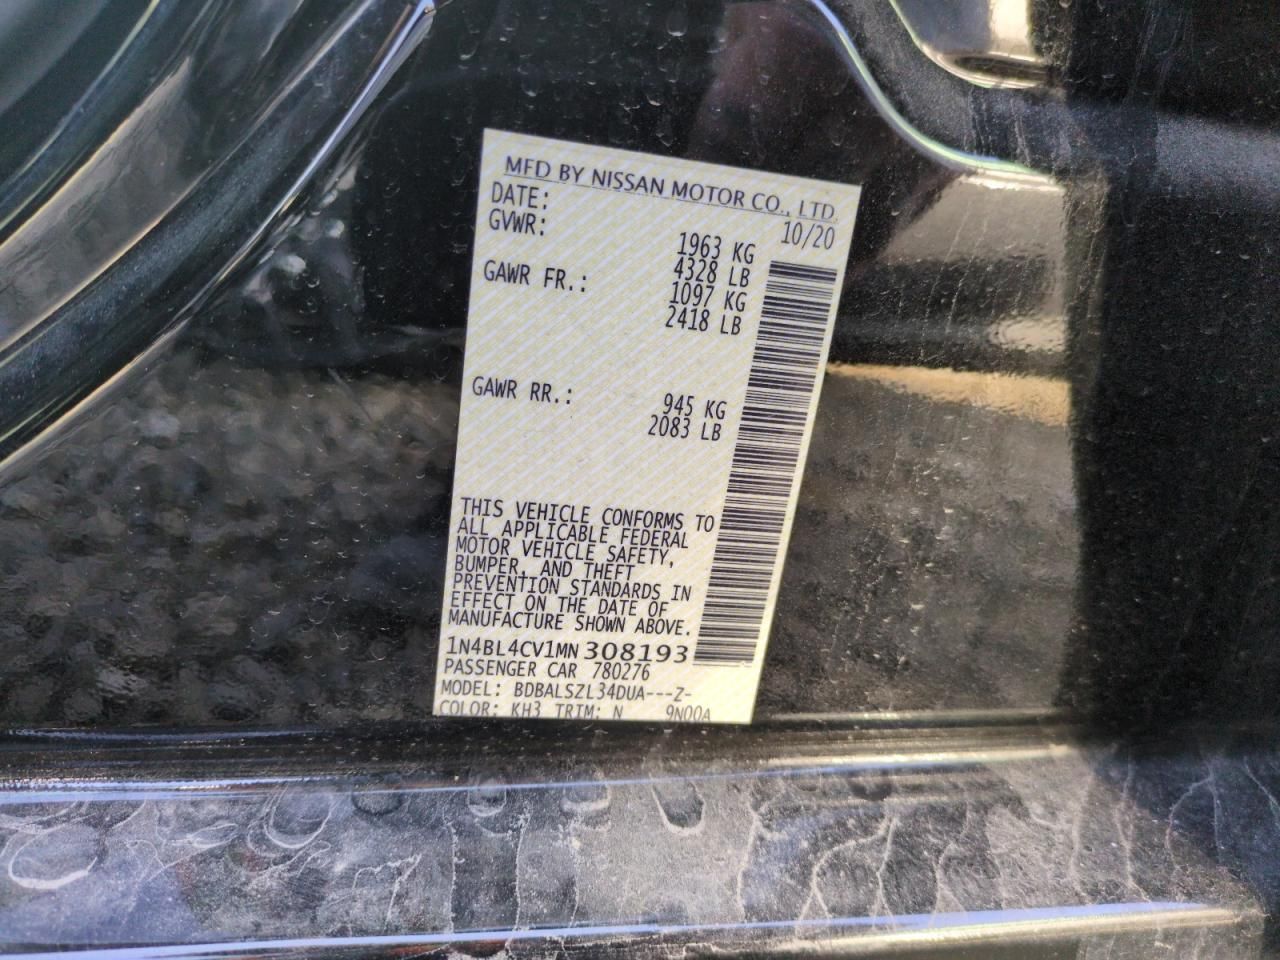 MFD BY NISSAN MOTOR CO., LTD.
DATE: 10/20
GVWR: 1963 KG
4328 LB
GAWR FR.: 1097 KG
2418 LB
GAWR RR.: 945 KG
2083 LB
THIS VEHICLE CONFORMS TO
ALL APPLICABLE FEDERAL
MOTOR VEHICLE SAFETY,
BUMPER, AND THEFT
PREVENTION STANDARDS IN
EFFECT ON THE DATE OF
MANUFACTURE SHOWN ABOVE.
1N4BL4CV1MN308193
PASSENGER CAR 780276
MODEL: BDBALSZL34DUA---Z-
COLOR: KH3 TRIM: N 9N00A